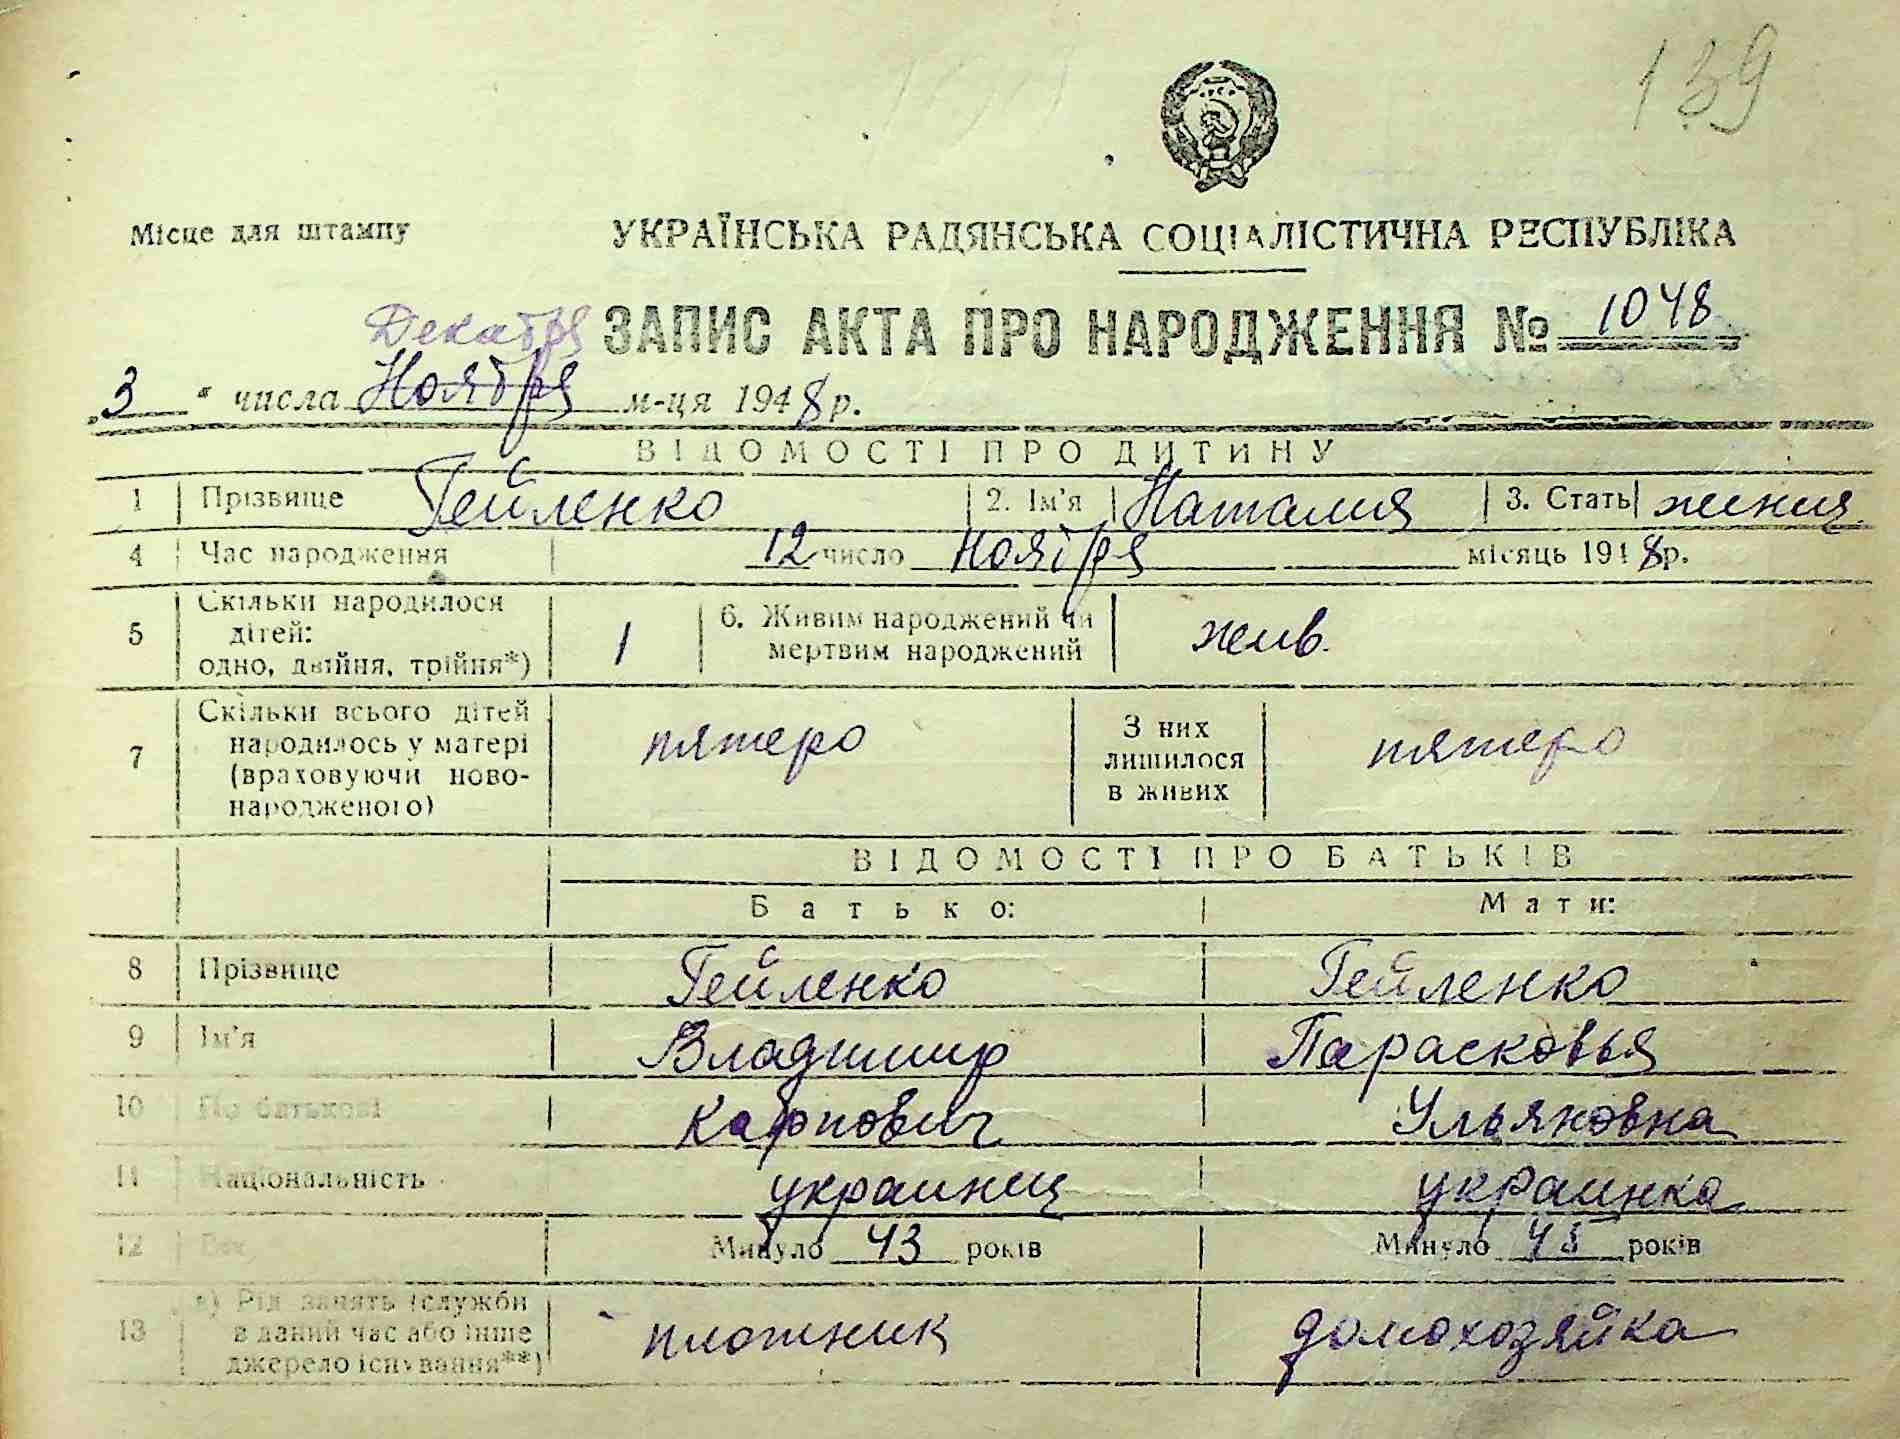 139
Місце для штампу
УКРАЇНСЬКА РАДЯНСЬКА СОЦІАЛІСТИЧНА РЕСПУБЛІКА
ЗАПИС АКТА ПРО НАРОДЖЕННЯ № 1048
Декабря
„3" числа Ноября м-ця 1948 р.
ВІДОМОСТІ ПРО ДИТИНУ
1 Прізвище Гейленко 2. Ім'я Наталия 3. Стать
4 Час народження 12 число Ноября місяць 1948 р.
5 Скільки народилося дітей: одно, двійня, трійня*) 1 6. Живим народжений чи мертвим народжений жив.
7 Скільки всього дітей народилось у матері (враховуючи ново-народженого) пятеро З них лишилося в живих пятеро
ВІДОМОСТІ ПРО БАТЬКІВ
Батько: Мати:
8 Прізвище Гейленко Гейленко
9 Ім'я Владимир Парасковья
10 По батькові Карпович Ульяновна
11 Національність украинец украинка
12 Вік Минуло 43 років Минуло років
13 а) Рід занять (служби в даний час або інше джерело існування**) плотник домохозяйка